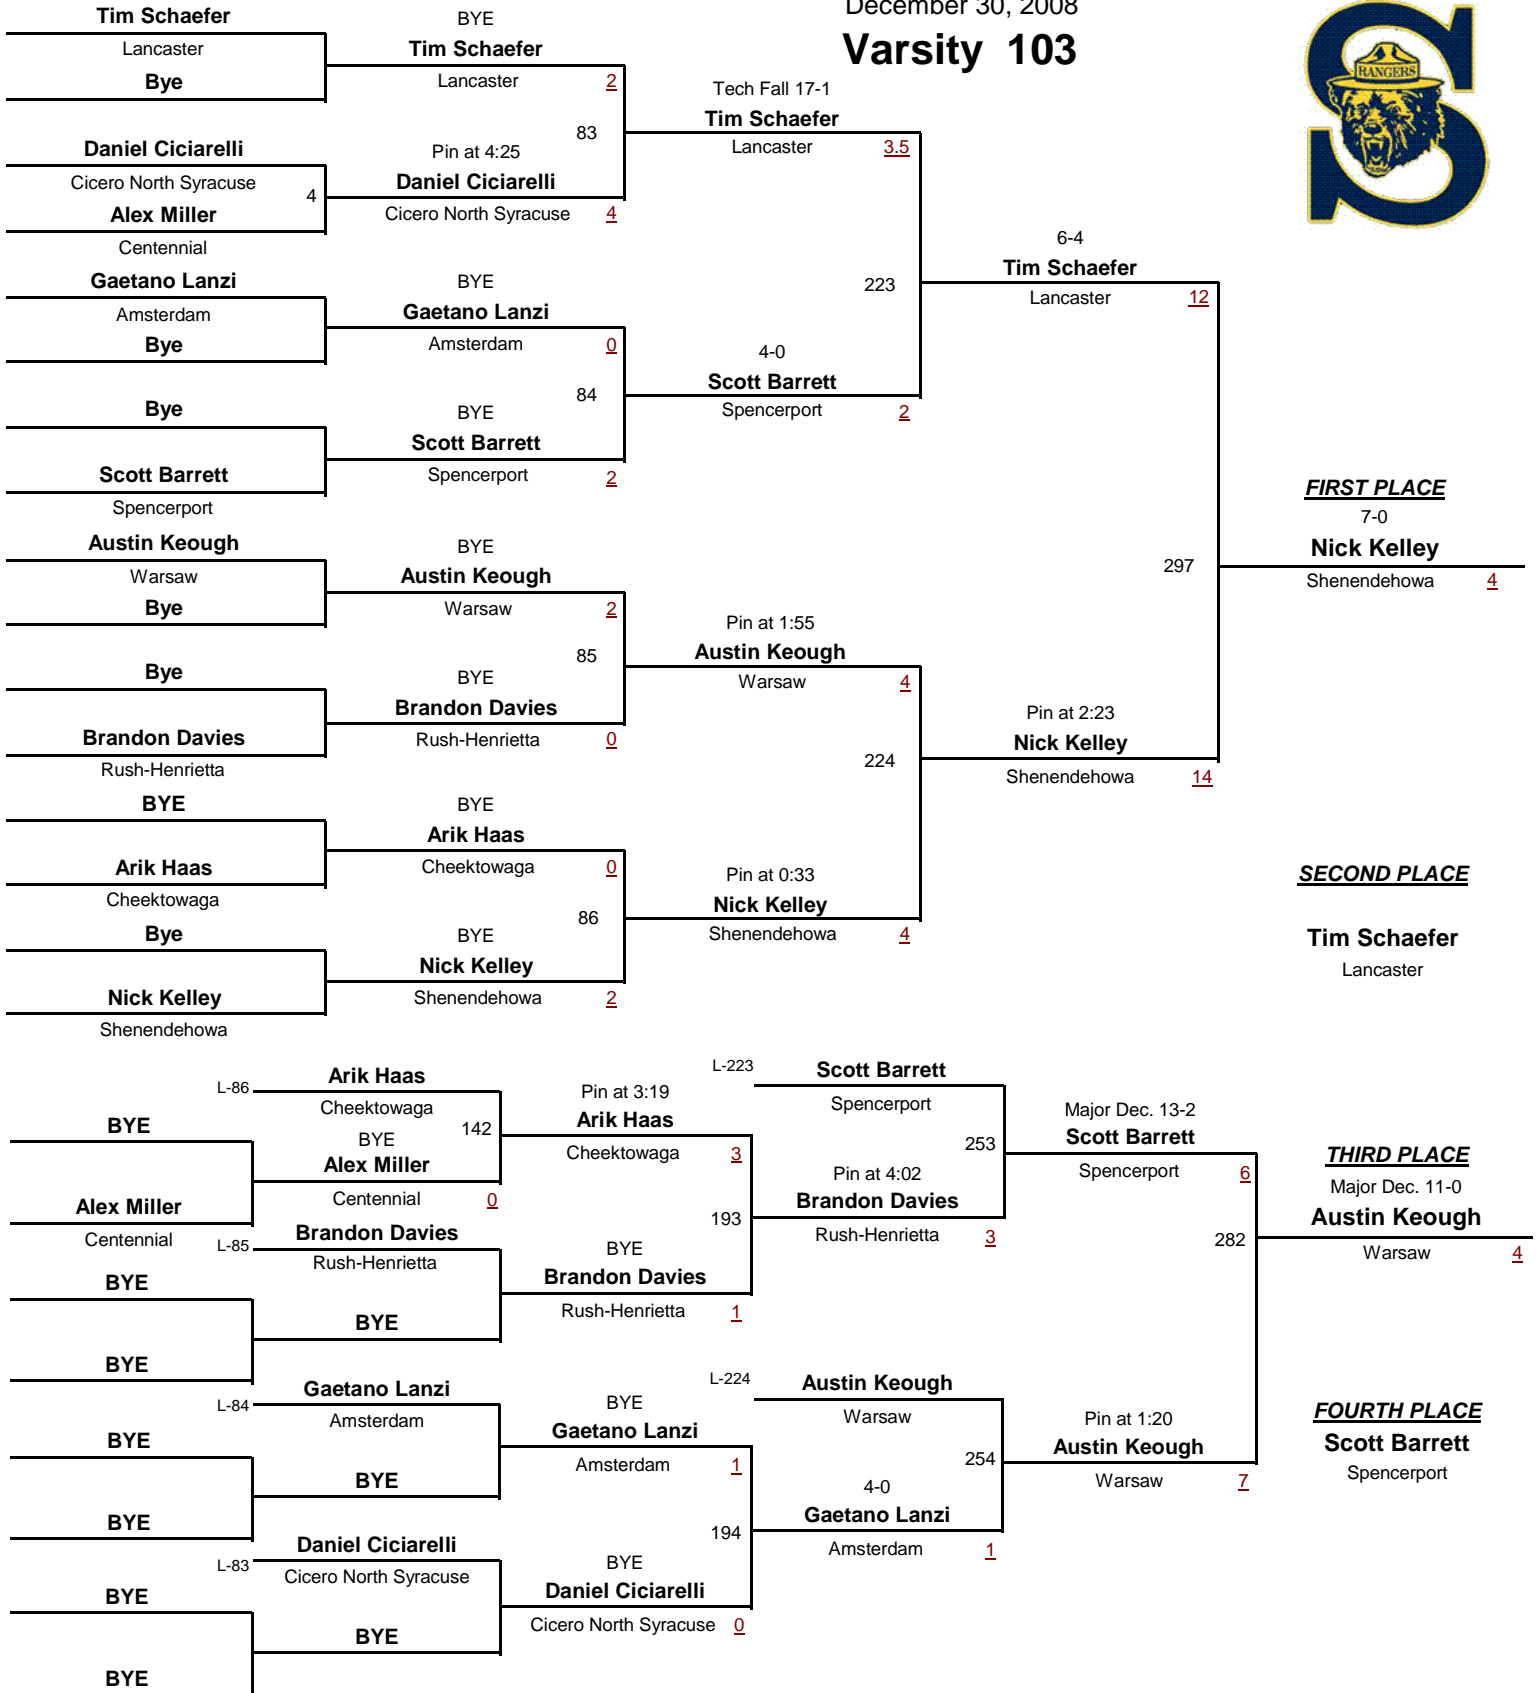 December 30, 2008
Varsity 103
RANGERS
Tim Schaefer
Lancaster
Bye
Daniel Ciciarelli
Cicero North Syracuse
4
Alex Miller
Centennial
Gaetano Lanzi
Amsterdam
Bye
Bye
Scott Barrett
Spencerport
Austin Keough
Warsaw
Bye
Bye
Brandon Davies
Rush-Henrietta
BYE
Arik Haas
Cheektowaga
Bye
Nick Kelley
Shenendehowa
BYE
Tim Schaefer
Lancaster 2
83
Pin at 4:25
Daniel Ciciarelli
Cicero North Syracuse 4
BYE
Gaetano Lanzi
Amsterdam 0
84
BYE
Scott Barrett
Spencerport 2
BYE
Austin Keough
Warsaw 2
85
BYE
Brandon Davies
Rush-Henrietta 0
BYE
Arik Haas
Cheektowaga 0
86
BYE
Nick Kelley
Shenendehowa 2
Tech Fall 17-1
Tim Schaefer
Lancaster 3.5
223
4-0
Scott Barrett
Spencerport 2
Pin at 1:55
Austin Keough
Warsaw 4
224
Pin at 0:33
Nick Kelley
Shenendehowa 4
6-4
Tim Schaefer
Lancaster 12
297
Pin at 2:23
Nick Kelley
Shenendehowa 14
FIRST PLACE
7-0
Nick Kelley
Shenendehowa 4
SECOND PLACE
Tim Schaefer
Lancaster
BYE
Alex Miller
Centennial
BYE
BYE
BYE
BYE
BYE
BYE
L-86
Arik Haas
Cheektowaga
142
BYE
Alex Miller
Centennial 0
L-85
Brandon Davies
Rush-Henrietta
BYE
L-84
Gaetano Lanzi
Amsterdam
BYE
L-83
Daniel Ciciarelli
Cicero North Syracuse
BYE
Pin at 3:19
Arik Haas
Cheektowaga 3
193
BYE
Brandon Davies
Rush-Henrietta 1
BYE
Gaetano Lanzi
Amsterdam 1
194
BYE
Daniel Ciciarelli
Cicero North Syracuse 0
L-223
Scott Barrett
Spencerport
253
Pin at 4:02
Brandon Davies
Rush-Henrietta 3
L-224
Austin Keough
Warsaw
254
4-0
Gaetano Lanzi
Amsterdam 1
Major Dec. 13-2
Scott Barrett
Spencerport 6
282
Pin at 1:20
Austin Keough
Warsaw 7
THIRD PLACE
Major Dec. 11-0
Austin Keough
Warsaw 4
FOURTH PLACE
Scott Barrett
Spencerport